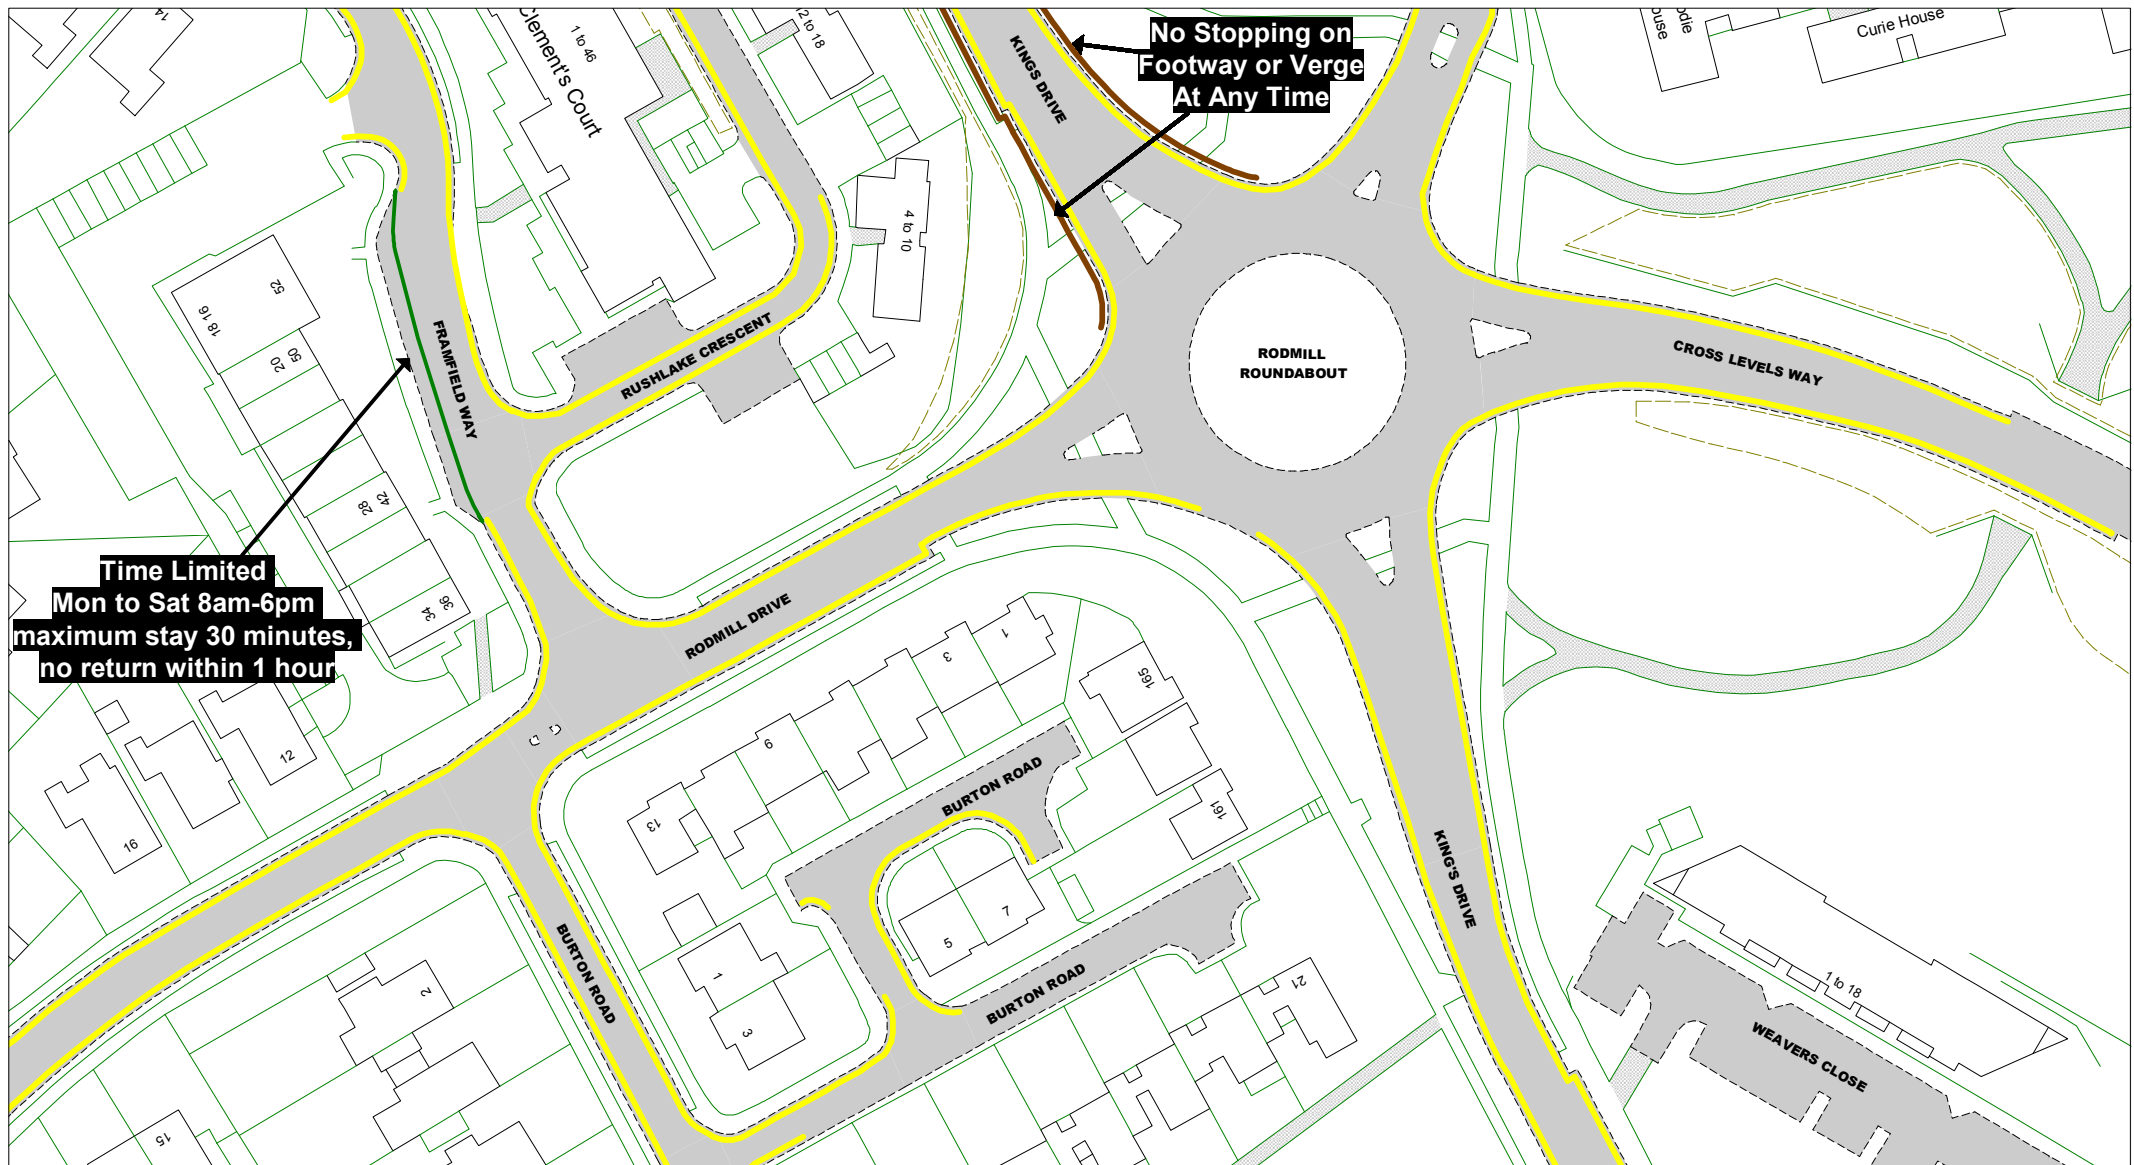 14
Clement's Court
1 to 46
12 to 18
KINGS DRIVE
No Stopping on
Footway or Verge
At Any Time
Curie House
4 to 10
52
18 16
50
20
FRAMFIELD WAY
RUSHLAKE CRESCENT
RODMILL
ROUNDABOUT
CROSS LEVELS WAY
42
28
36
34
Time Limited
Mon to Sat 8am-6pm
maximum stay 30 minutes,
no return within 1 hour
RODMILL DRIVE
1
3
165
9
12
16
13
BURTON ROAD
161
KING'S DRIVE
7
5
BURTON ROAD
1
3
2
BURTON ROAD
21
1 to 18
WEAVERS CLOSE
15